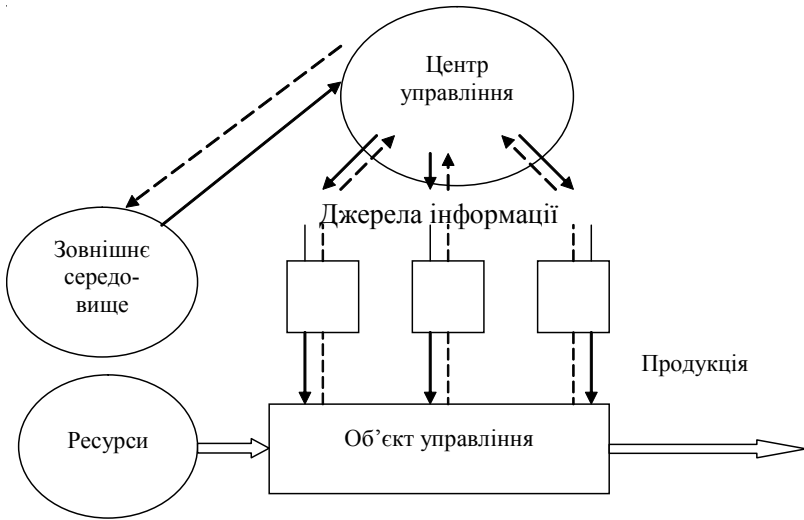 Центр
управління
Джерела інформації
Зовнішнє
середо-
вище
Продукція
Ресурси
Об’єкт управління